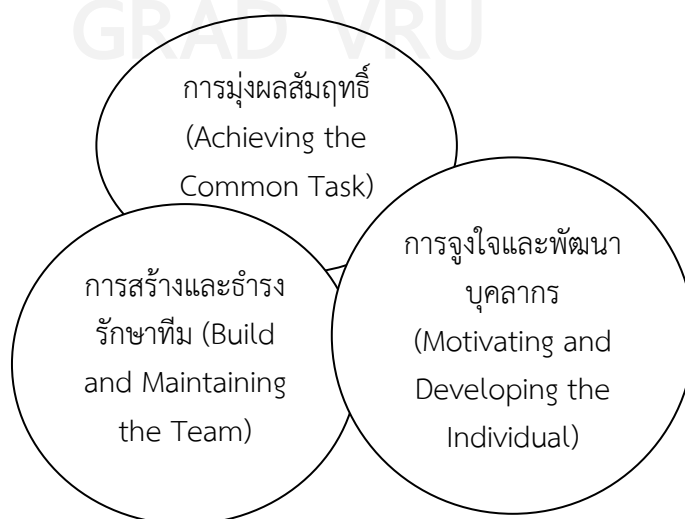 GRAD VRU
การมุ่งผลสัมฤทธิ์
(Achieving the
Common Task)
การสร้างและธำรง
รักษาทีม (Build
and Maintaining
the Team)
การจูงใจและพัฒนา
บุคลากร
(Motivating and
Developing the
Individual)